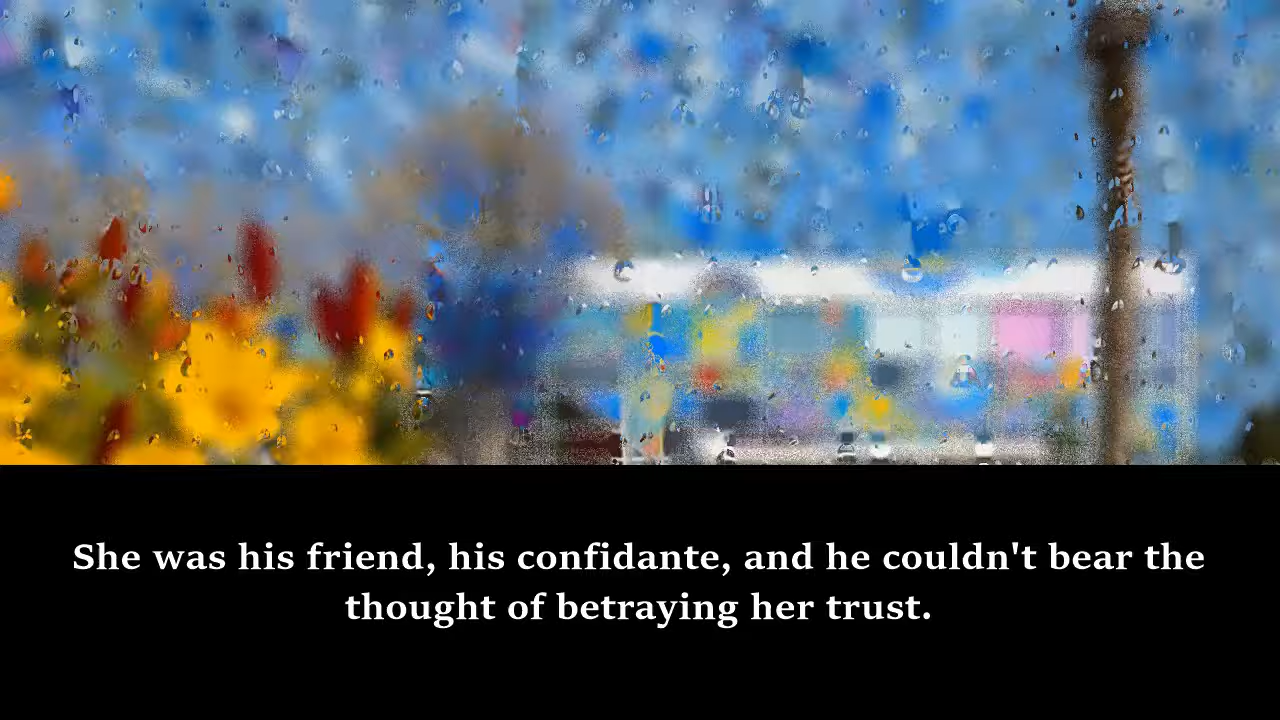 She was his friend, his confidante, and he couldn't bear the
thought of betraying her trust.